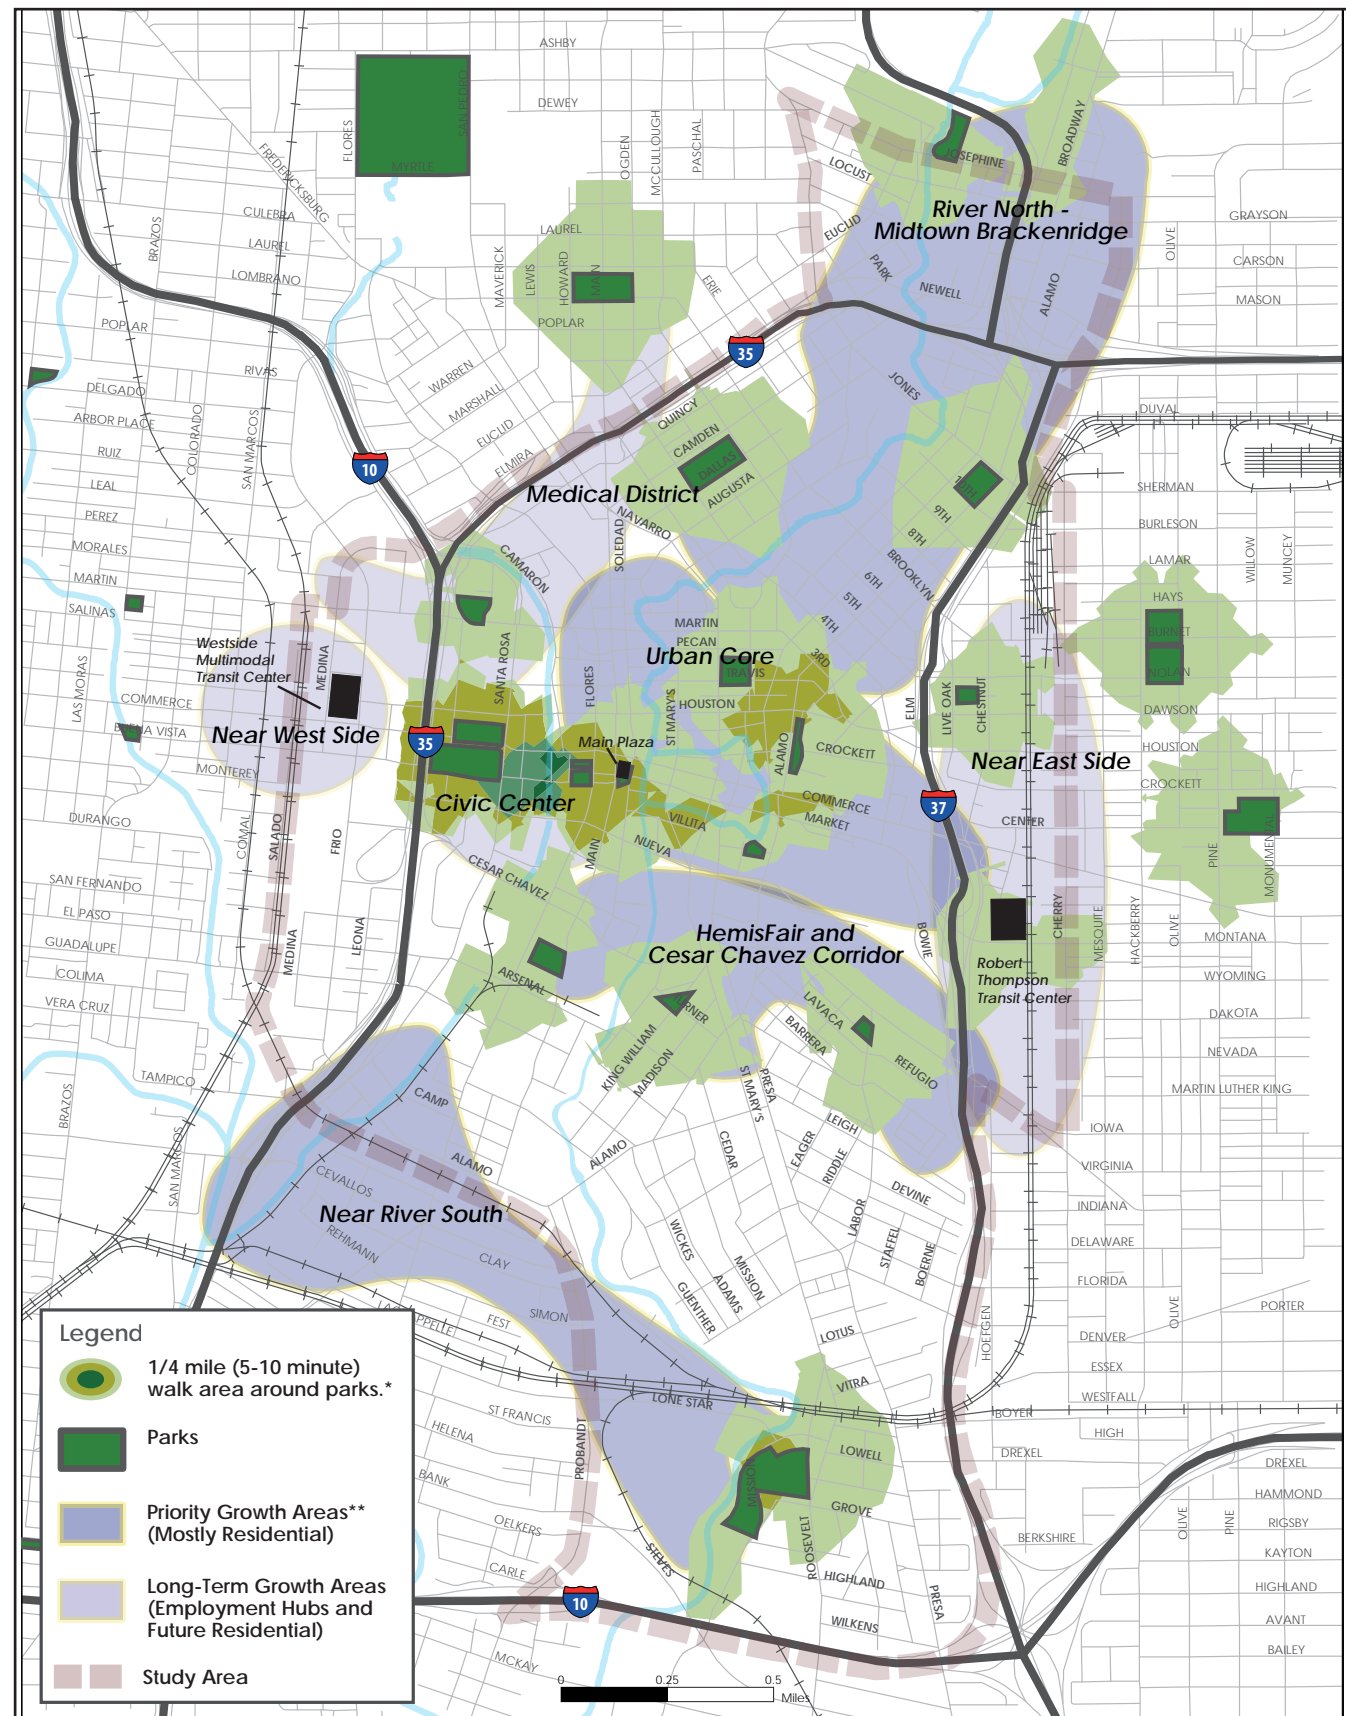 ASHBY
DEWEY
SAN PEDRO
FLORES
MYRTLE
OGDEN
MCCULLOUGH
PASCHAL
FREDERICKSBURG
LOCUST
JOSEPHINE
BROADWAY
CULEBRA
LAUREL
LOMBRANO
BRAZOS
LAUREL
EUCLID
River North -
Midtown Brackenridge
GRAYSON
OLIVE
CARSON
MASON
MAVERICK
LEWIS
HOWARD
MAIN
ERIE
PARK
NEWELL
ALAMO
POPLAR
POPLAR
RIVAS
35
DELGADO
ARBOR PLACE
RUIZ
LEAL
PEREZ
MORALES
MARTIN
SALINAS
COLORADO
SAN MARCOS
WARREN
MARSHALL
EUCLID
ELMIRA
10
QUINCY
CAMDEN
DALLAS
AUGUSTA
JONES
DUVAL
Medical District
NAVARRO
SOLEDAD
CAMARON
10TH
9TH
8TH
BROOKLYN
6TH
5TH
4TH
3RD
SHERMAN
BURLESON
LAMAR
WILLOW
MUNCEY
HAYS
BURNET
NOLAN
DAWSON
HOUSTON
CROCKETT
MARTIN
PECAN
Urban Core
TRAVIS
HOUSTON
ST MARYS
FLORES
SANTA ROSA
Westside
Multimodal
Transit Center
MEDINA
LAS MORAS
COMMERCE
BUENA VISTA
Near West Side
MONTEREY
35
Main Plaza
ALAMO
CROCKETT
ELM
LIVE OAK
CHESTNUT
Near East Side
Civic Center
COMMERCE
MARKET
VILLITA
NUEVA
MAIN
37
CENTER
PINE
MONUMENTAL
DURANGO
COMAL
SALADO
FRIO
CESAR CHAVEZ
SAN FERNANDO
EL PASO
GUADALUPE
COLIMA
VERA CRUZ
MEDINA
LEONA
HemisFair and
Cesar Chavez Corridor
BOWIE
CHERRY
MESQUITE
HACKBERRY
OLIVE
MONTANA
WYOMING
DAKOTA
NEVADA
MARTIN LUTHER KING
Robert
Thompson
Transit Center
ARSENAL
TURNER
LAVACA
BARRERA
REFUGIO
KING WILLIAM
MADISON
PRESA
ST MARY'S
LEIGH
TAMPICO
BRAZOS
SAN MARCOS
CAMP
ALAMO
CEVALLOS
ALAMO
CEDAR
EAGER
RIDDLE
DEVINE
IOWA
VIRGINIA
INDIANA
DELAWARE
FLORIDA
Near River South
REHMANN
CLAY
SIMON
FEST
LABOR
STAFFEL
BOERNE
WICKES
MISSION
ADAMS
GUENTHER
LOTUS
HOEFGEN
OLIVE
PORTER
DENVER
ESSEX
WESTFALL
VITRA
LONE STAR
BOYER
HIGH
DREXEL
DREXEL
ST FRANCIS
HELENA
BANK
PROBANDT
OELKERS
CARLE
LOWELL
MISSION
GROVE
ROOSEVELT
HAMMOND
RIGSBY
OLIVE
PINE
BERKSHIRE
KAYTON
STEVES
HIGHLAND
HIGHLAND
PRESA
WILKENS
AVANT
BAILEY
10
MCKAY
0
0.25
0.5
Miles
Legend
1/4 mile (5-10 minute)
walk area around parks.*
Parks
Priority Growth Areas**
(Mostly Residential)
Long-Term Growth Areas
(Employment Hubs and
Future Residential)
Study Area